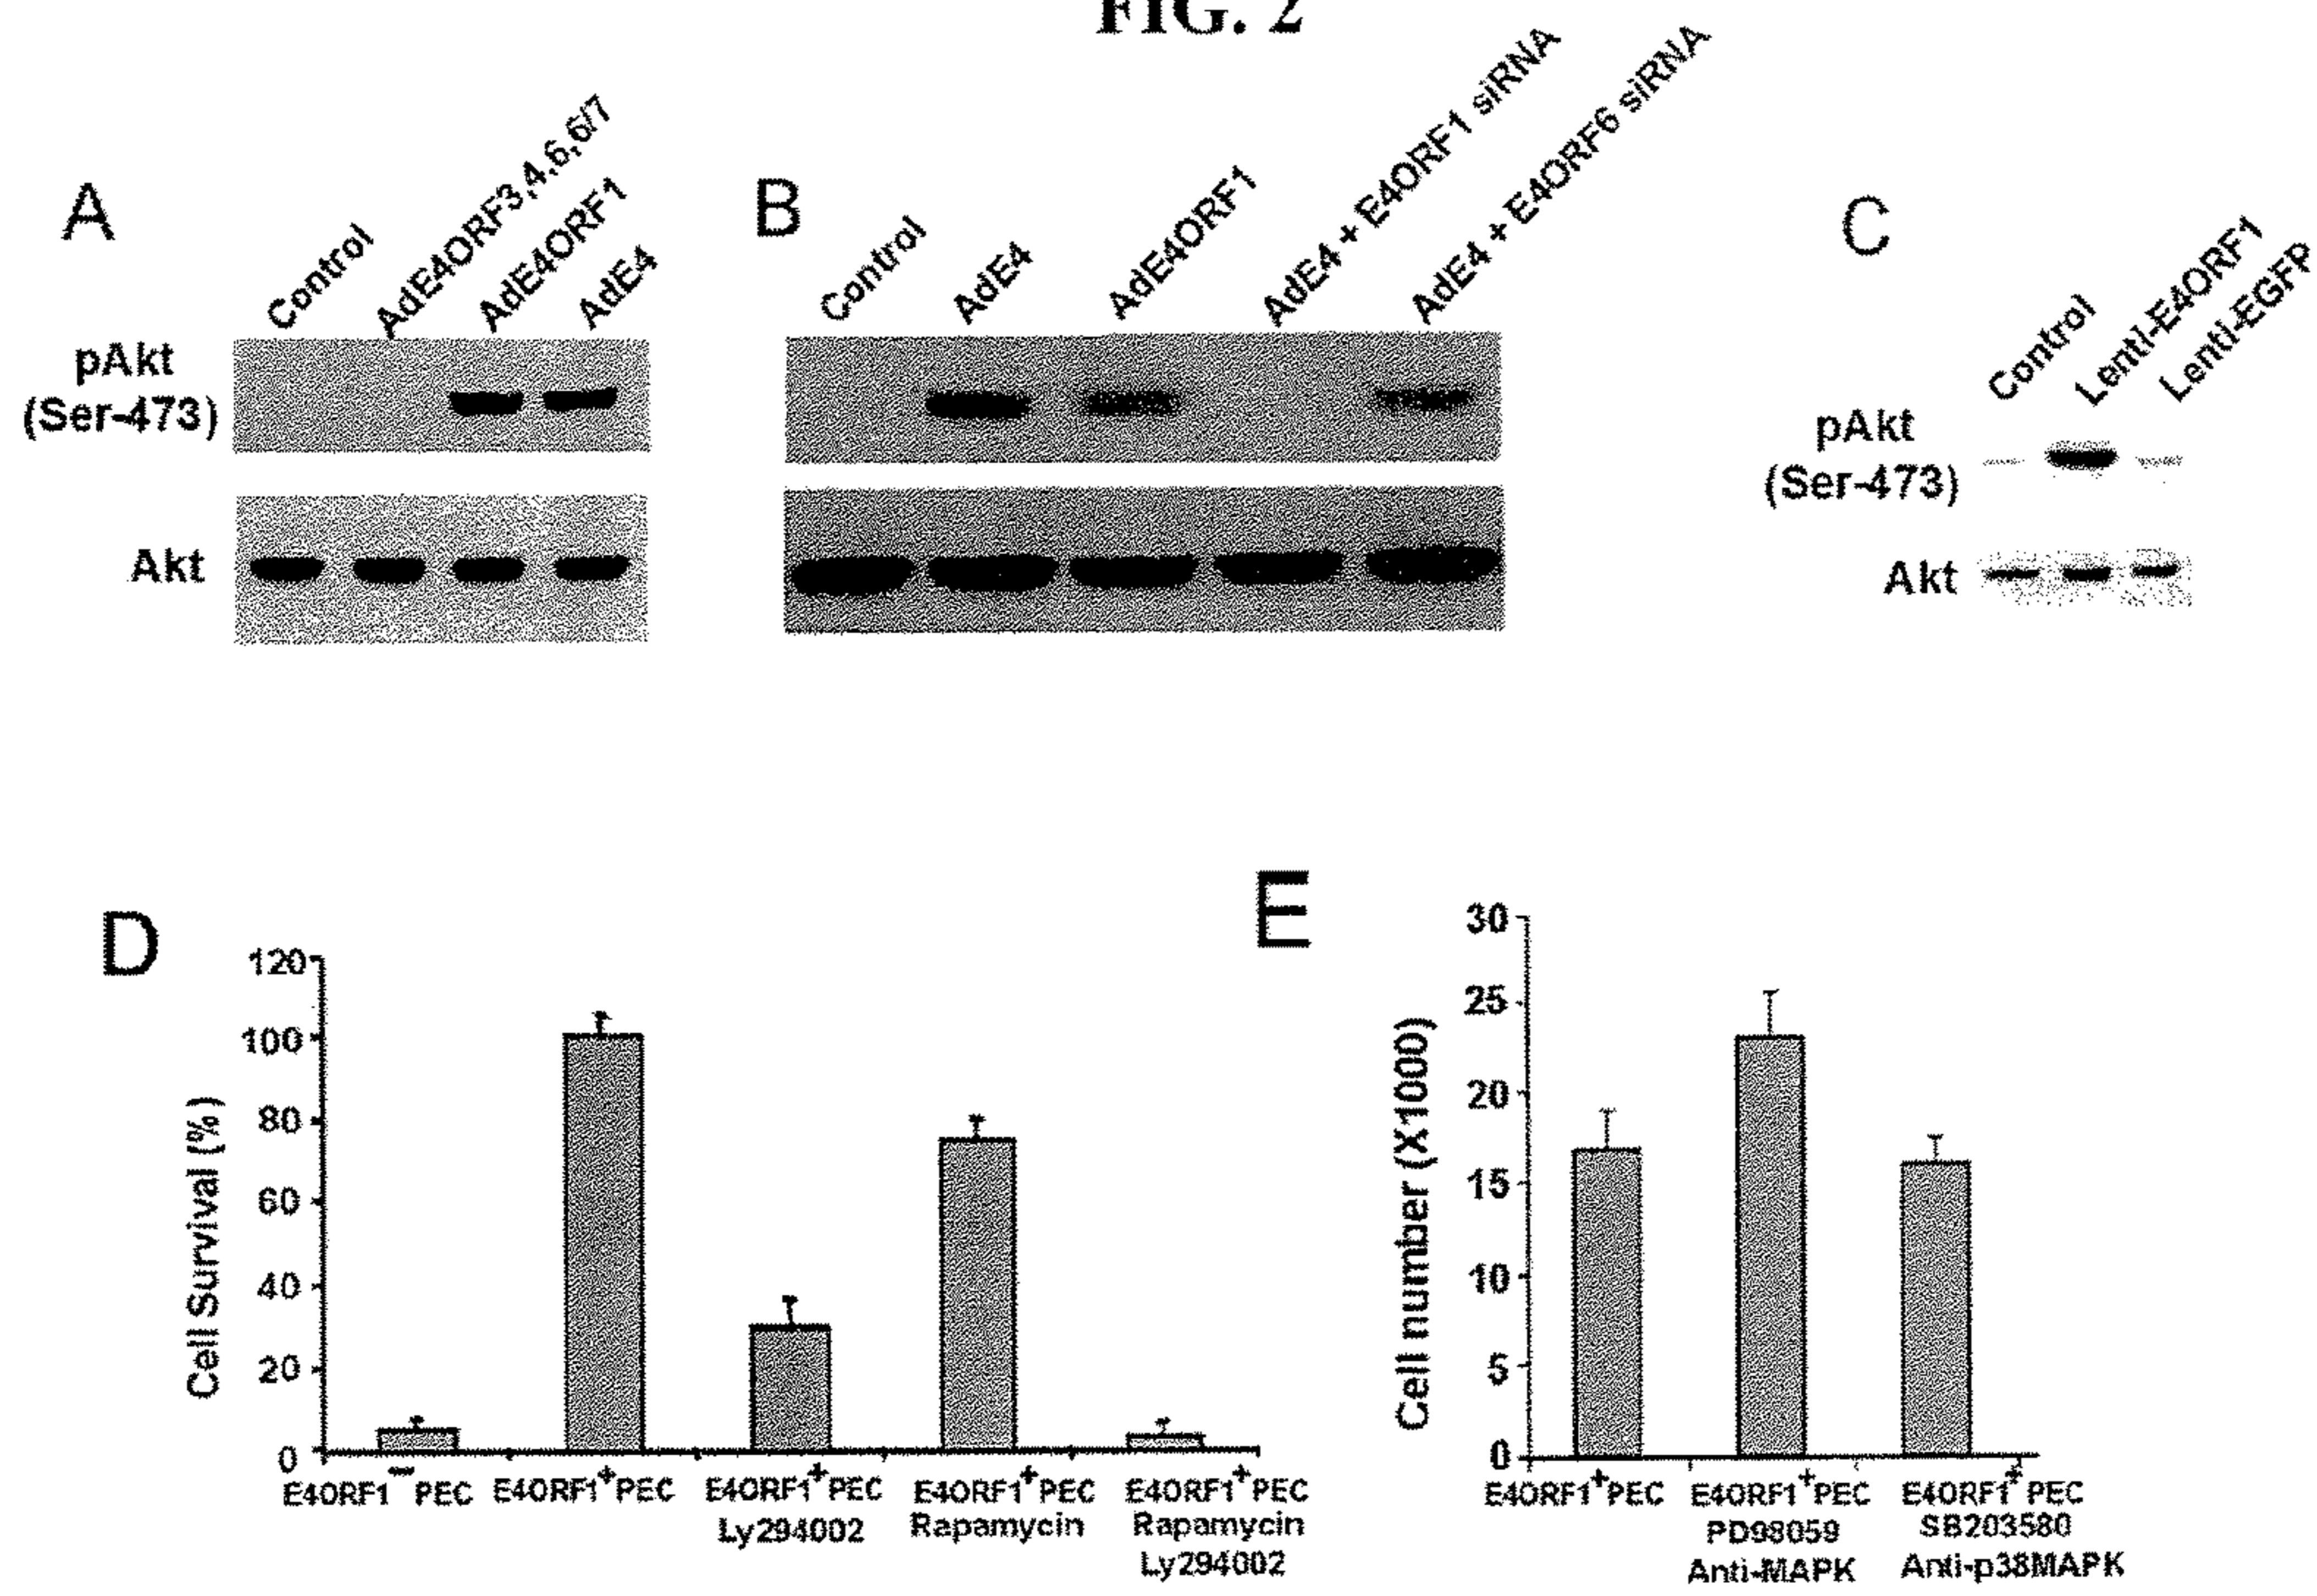 FIG. 2
A
Control
AdE4ORF3,4,6,6/7
AdE4ORF1
AdE4
pAkt
(Ser-473)
Akt
B
Control
AdE4
AdE4ORF1
AdE4 + E4ORF1 siRNA
AdE4 + E4ORF6 siRNA
C
Control
Lenti-E4ORF1
Lenti-EGFP
pAkt
(Ser-473)
Akt
D
Cell Survival (%)
120
100
80
60
40
20
0
E4ORF1⁻ PEC
E4ORF1⁺PEC
E4ORF1⁺PEC
Ly294002
E4ORF1⁺PEC
Rapamycin
E4ORF1⁺PEC
Rapamycin
Ly294002
E
Cell number (X1000)
30
25
20
15
10
5
0
E4ORF1⁺PEC
E4ORF1⁺PEC
PD98059
Anti-MAPK
E4ORF1⁺PEC
SB203580
Anti-p38MAPK